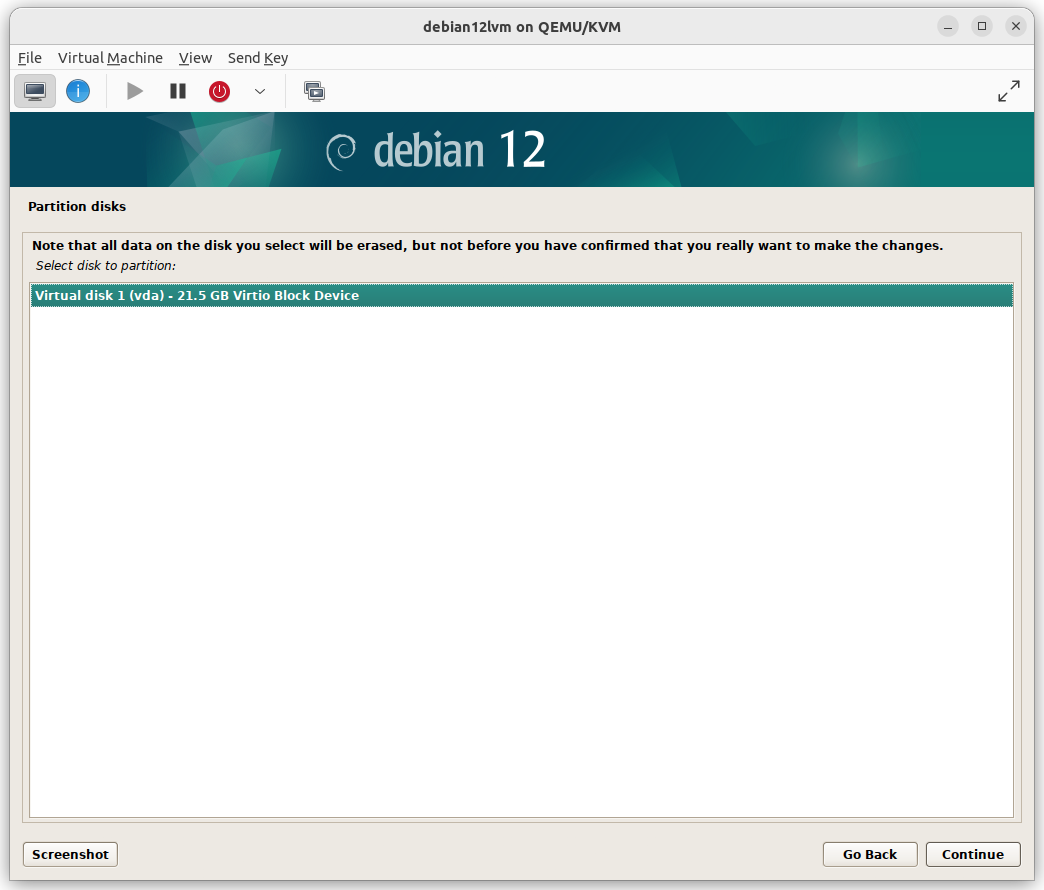 debian12lvm on QEMU/KVM
File Virtual Machine View Send Key
debian 12
Partition disks
Note that all data on the disk you select will be erased, but not before you have confirmed that you really want to make the changes.
Select disk to partition:
Virtual disk 1 (vda) - 21.5 GB Virtio Block Device
Screenshot Go Back Continue